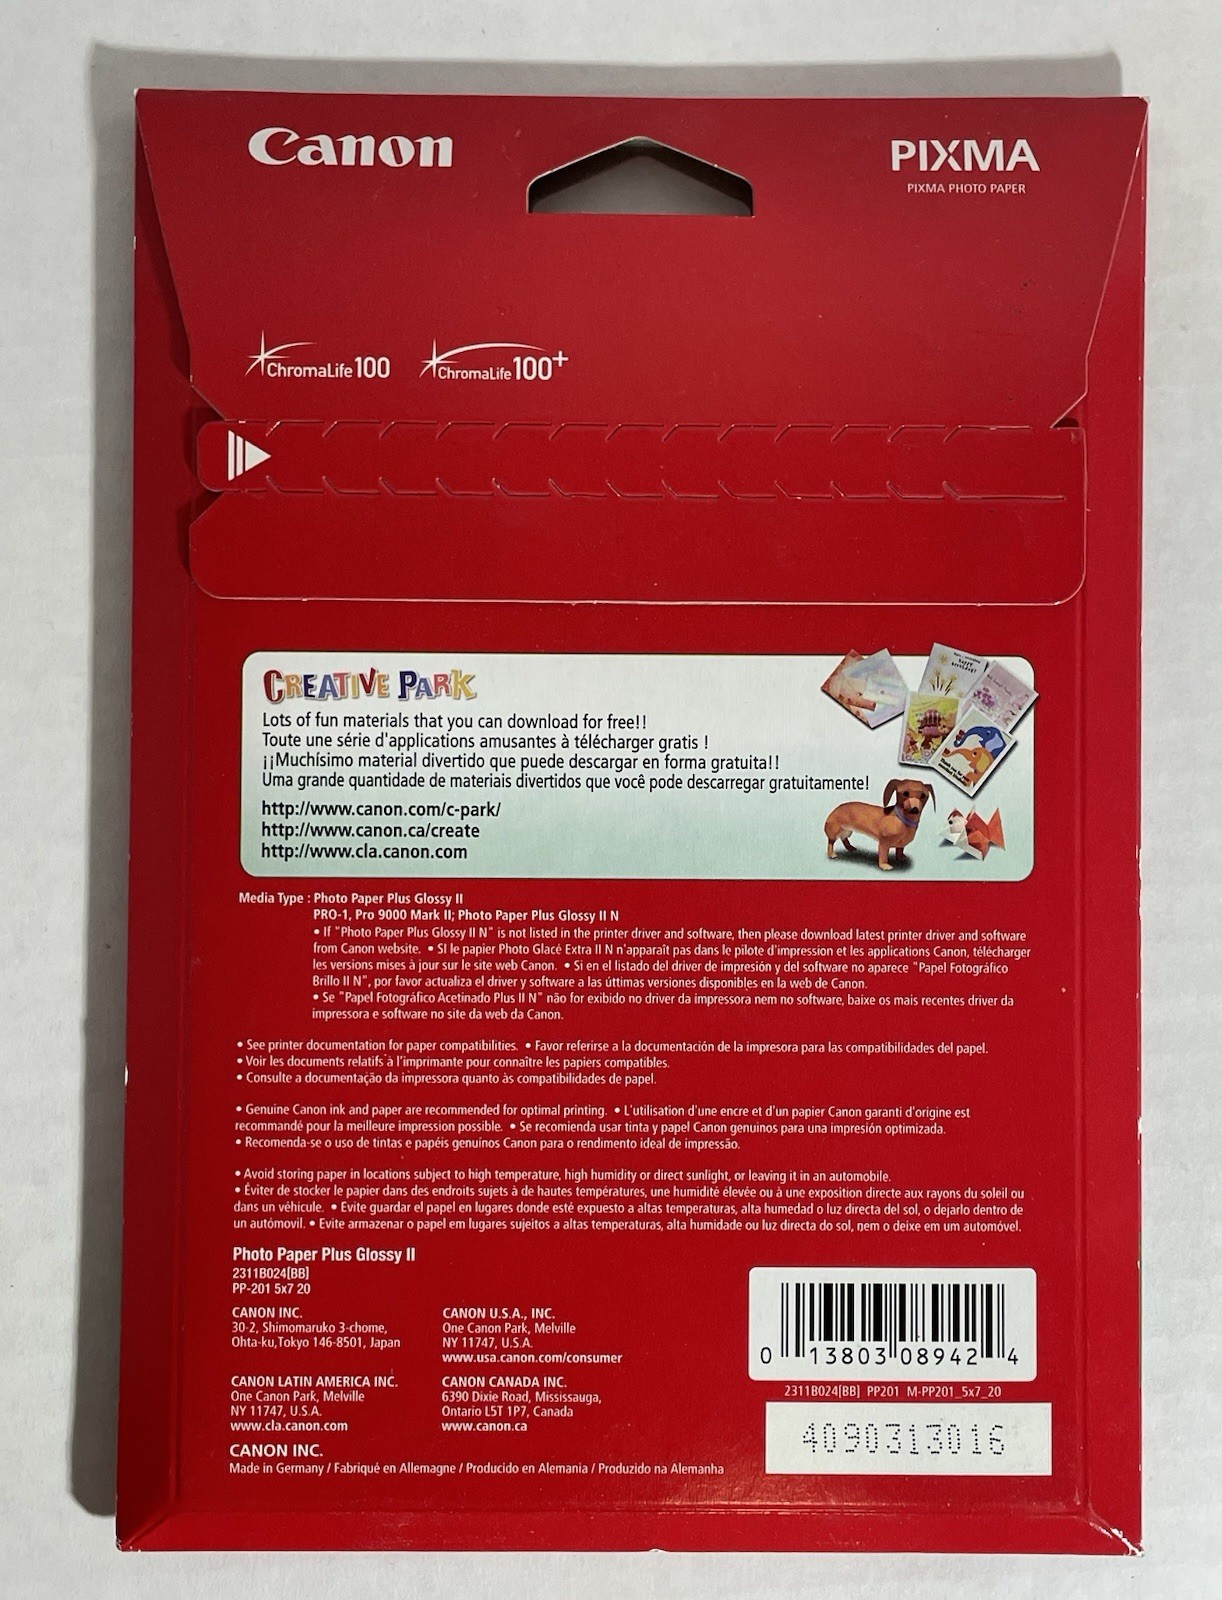 Canon
PIXMA
PIXMA PHOTO PAPER
ChromaLife100 ChromaLife100+
CREATIVE PARK
Lots of fun materials that you can download for free!!
Toute une série d'applications amusantes à télécharger gratis !
¡¡Muchísimo material divertido que puede descargar en forma gratuita!!
Uma grande quantidade de materiais divertidos que você pode descarregar gratuitamente!
http://www.canon.com/c-park/
http://www.canon.ca/create
http://www.cla.canon.com
Media Type : Photo Paper Plus Glossy II
PRO-1, Pro 9000 Mark II; Photo Paper Plus Glossy II N
• If "Photo Paper Plus Glossy II N" is not listed in the printer driver and software, then please download latest printer driver and software
from Canon website. • SI le papier Photo Glacé Extra II N n'apparaît pas dans le pilote d'impression et les applications Canon, télécharger
les versions mises à jour sur le site web Canon. • Si en el listado del driver de impresión y del software no aparece "Papel Fotográfico
Brillo II N", por favor actualiza el driver y software a las úttimas versiones disponibles en la web de Canon.
• Se "Papel Fotográfico Acetinado Plus II N" não for exibido no driver da impressora nem no software, baixe os mais recentes driver da
impressora e software no site da web da Canon.
• See printer documentation for paper compatibilities. • Favor referirse a la documentación de la impresora para las compatibilidades del papel.
• Voir les documents relatifs à l'imprimante pour connaître les papiers compatibles.
• Consulte a documentação da impressora quanto às compatibilidades de papel.
• Genuine Canon ink and paper are recommended for optimal printing. • L'utilisation d'une encre et d'un papier Canon garanti d'origine est
recommandé pour la meilleure impression possible. • Se recomienda usar tinta y papel Canon genuinos para una impresión optimizada.
• Recomenda-se o uso de tintas e papéis genuínos Canon para o rendimento ideal de impressão.
• Avoid storing paper in locations subject to high temperature, high humidity or direct sunlight, or leaving it in an automobile.
• Éviter de stocker le papier dans des endroits sujets à de hautes températures, une humidité élevée ou à une exposition directe aux rayons du soleil ou
dans un véhicule. • Evite guardar el papel en lugares donde esté expuesto a altas temperaturas, alta humedad o luz directa del sol, o dejarlo dentro de
un automóvil. • Evite armazenar o papel em lugares sujeitos a altas temperaturas, alta humidade ou luz directa do sol, nem o deixe em um automóvel.
Photo Paper Plus Glossy II
2311B024[BB]
PP-201 5x7 20
CANON INC.
30-2, Shimomaruko 3-chome,
Ohta-ku,Tokyo 146-8501, Japan
CANON U.S.A., INC.
One Canon Park, Melville
NY 11747, U.S.A.
www.usa.canon.com/consumer
CANON LATIN AMERICA INC.
One Canon Park, Melville
NY 11747, U.S.A.
www.cla.canon.com
CANON CANADA INC.
6390 Dixie Road, Mississauga,
Ontario L5T 1P7, Canada
www.canon.ca
CANON INC.
Made in Germany / Fabriqué en Allemagne / Producido en Alemania / Produzido na Alemanha
0 13803 08942 4
2311B024[BB] PP201 M-PP201_5x7_20
4090313016